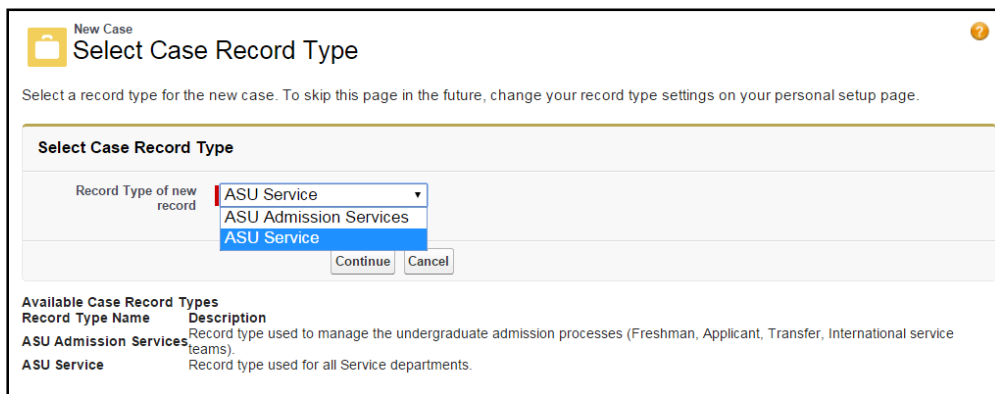 New Case
Select Case Record Type
?
Select a record type for the new case. To skip this page in the future, change your record type settings on your personal setup page.
Select Case Record Type
Record Type of new
record
ASU Service
ASU Admission Services
ASU Service
Continue Cancel
Available Case Record Types
Record Type Name Description
ASU Admission Services Record type used to manage the undergraduate admission processes (Freshman, Applicant, Transfer, International service
teams).
ASU Service Record type used for all Service departments.